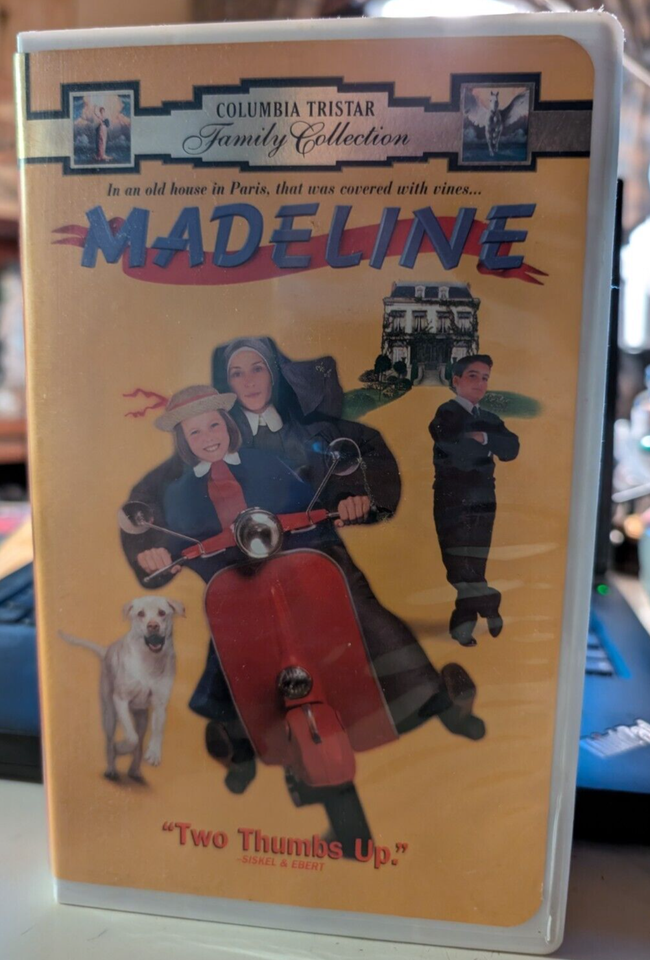 COLUMBIA TRISTAR
Family Collection
In an old house in Paris, that was covered with vines...
MADELINE
“Two Thumbs Up.”
-SISKEL & EBERT